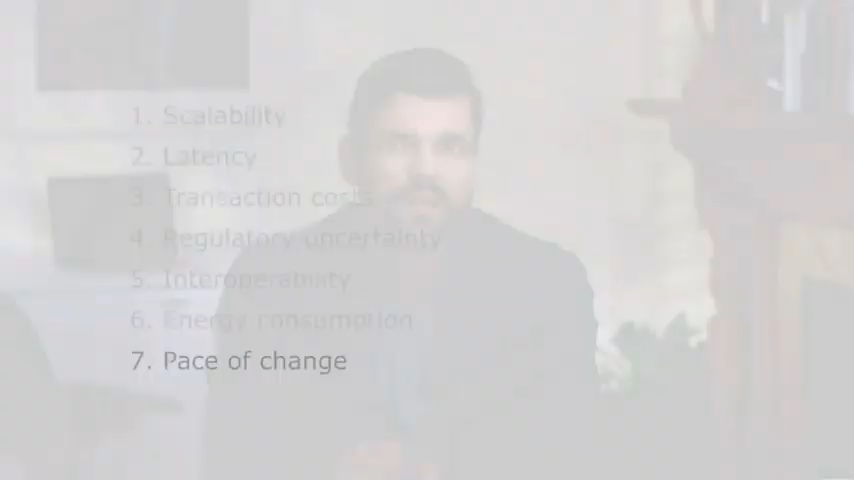 1. Scalability
2. Latency
3. Transaction costs
4. Regulatory uncertainty
5. Interoperability
6. Energy consumption
7. Pace of change